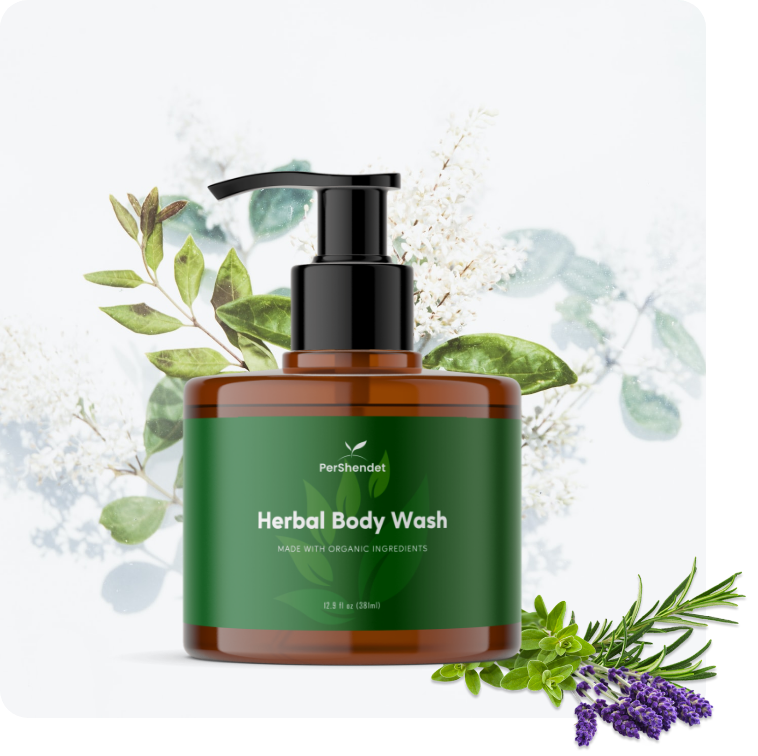 PerShendet
Herbal Body Wash
MADE WITH ORGANIC INGREDIENTS
12.9 fl oz (381ml)